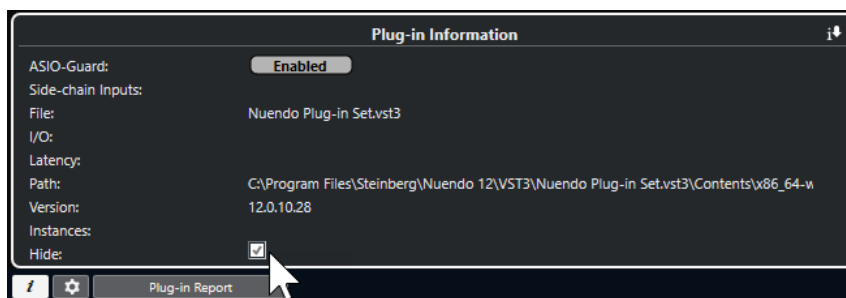 Plug-in Information
ASIO-Guard: Enabled
Side-chain Inputs:
File: Nuendo Plug-in Set.vst3
I/O:
Latency:
Path: C:\Program Files\Steinberg\Nuendo 12\VST3\Nuendo Plug-in Set.vst3\Contents\x86_64-w
Version: 12.0.10.28
Instances:
Hide:
i Plug-in Report